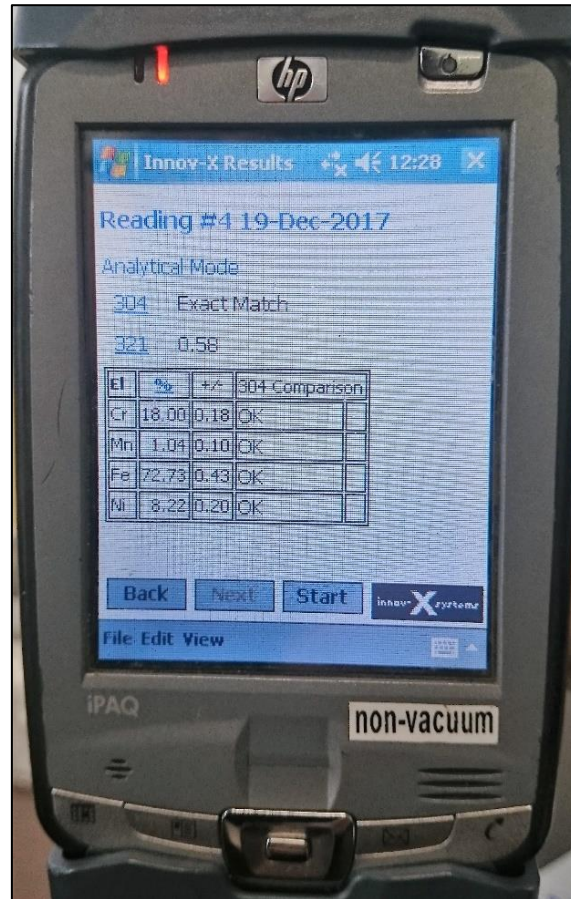 hp
Innov-X Results 12:28 X
Reading #4 19-Dec-2017
Analytical Mode
304 Exact Match
321 0.58
El % +/- 304 Comparison
Cr 18.00 0.18 OK
Mn 1.04 0.10 OK
Fe 72.73 0.43 OK
Ni 8.22 0.20 OK
Back Next Start innov-X systems
File Edit View
iPAQ
non-vacuum